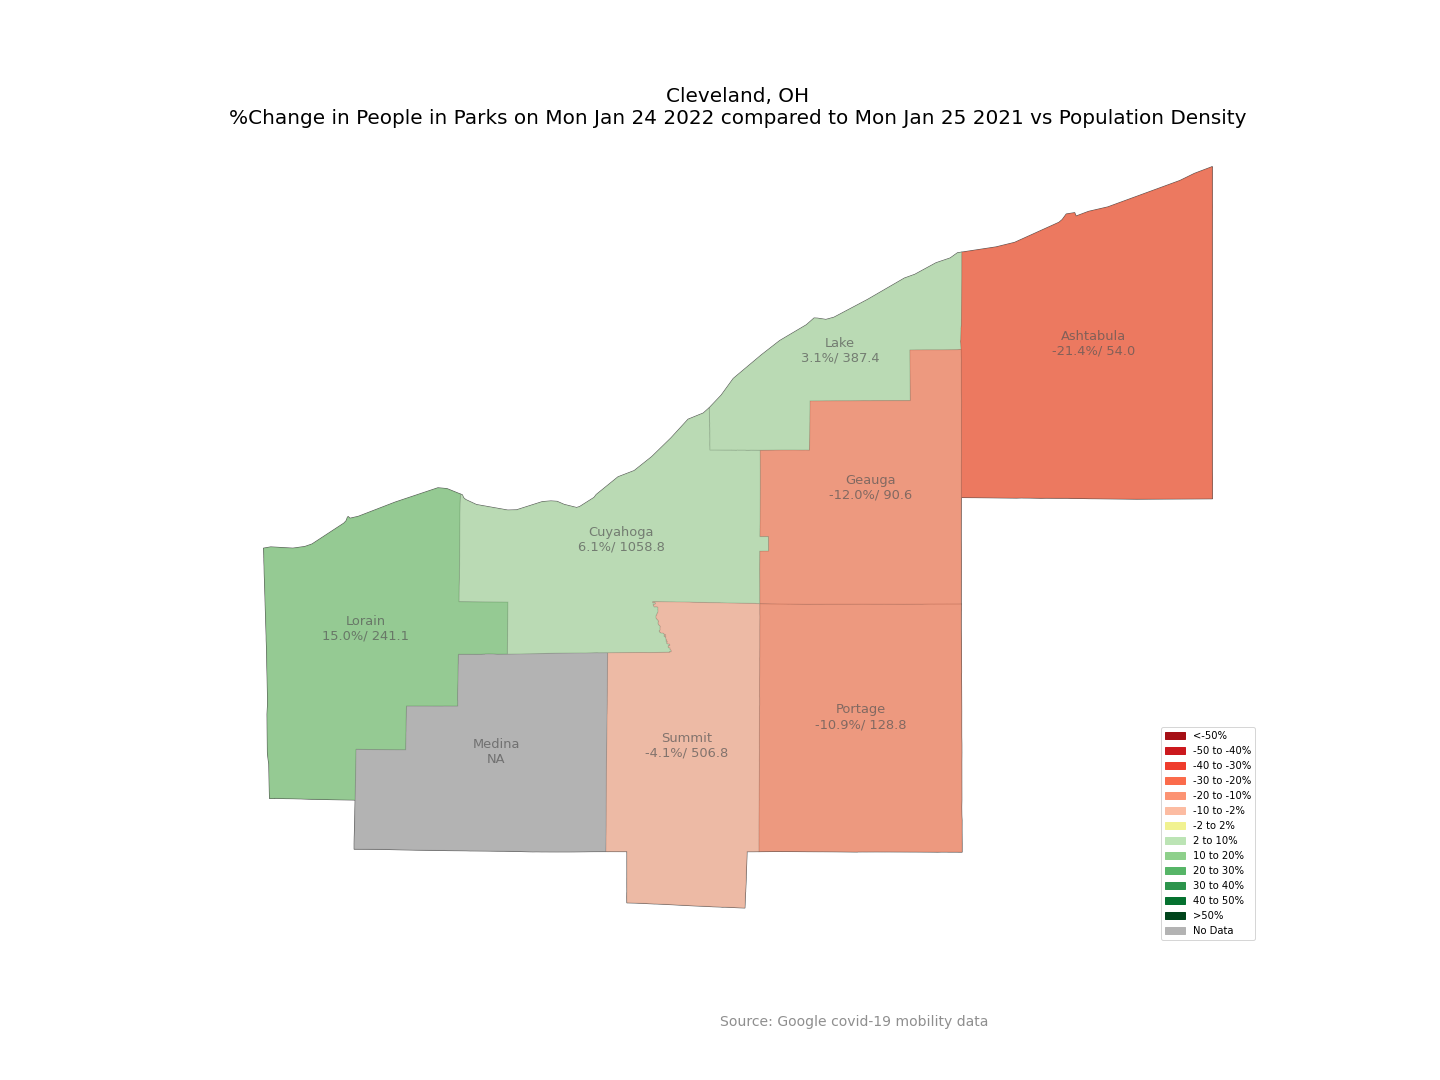 Cleveland, OH
%Change in People in Parks on Mon Jan 24 2022 compared to Mon Jan 25 2021 vs Population Density
Ashtabula
-21.4%/ 54.0
Lake
3.1%/ 387.4
Geauga
-12.0%/ 90.6
Cuyahoga
6.1%/ 1058.8
Lorain
15.0%/ 241.1
Portage
-10.9%/ 128.8
Summit
-4.1%/ 506.8
Medina
NA
<-50%
-50 to -40%
-40 to -30%
-30 to -20%
-20 to -10%
-10 to -2%
-2 to 2%
2 to 10%
10 to 20%
20 to 30%
30 to 40%
40 to 50%
>50%
No Data
Source: Google covid-19 mobility data